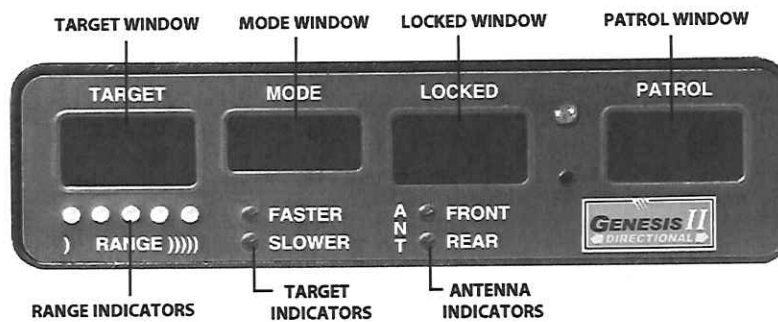 TARGET WINDOW MODE WINDOW LOCKED WINDOW PATROL WINDOW
TARGET MODE LOCKED PATROL
FASTER
SLOWER
ANT
FRONT
REAR
) RANGE )))))
GENESIS II
DIRECTIONAL
RANGE INDICATORS
TARGET
INDICATORS
ANTENNA
INDICATORS